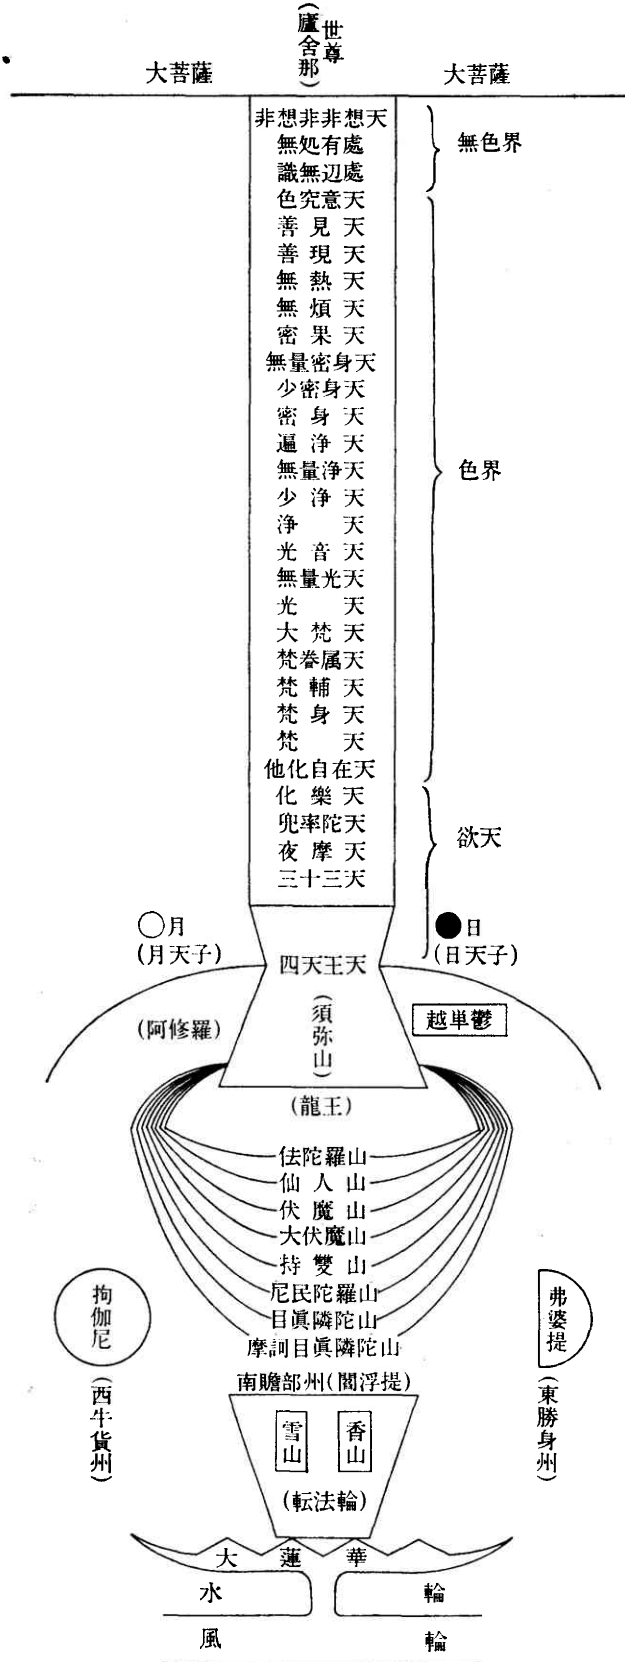 世尊
(廬舍那)
大菩薩
大菩薩
非想非非想天
無処有處
識無辺處
無色界
色究意天
善見天
善現天
無熱天
無煩天
密果天
無量密身天
少密身天
密身天
遍浄天
無量浄天
色界
少浄天
浄天
光音天
無量光天
光天
大梵天
梵眷属天
梵輔天
梵身天
梵天
他化自在天
化樂天
兜率陀天
欲天
夜摩天
三十三天
月
(月天子)
日
(日天子)
四天王天
(須弥山)
(阿修羅)
越単鬱
(龍王)
佉陀羅山
仙人山
伏魔山
大伏魔山
持雙山
尼民陀羅山
目眞隣陀山
摩訶目眞隣陀山
拘伽尼
(西牛貨州)
弗婆提
(東勝身州)
南贍部州(閻浮提)
雪山
香山
(転法輪)
大蓮華
水輪
風輪